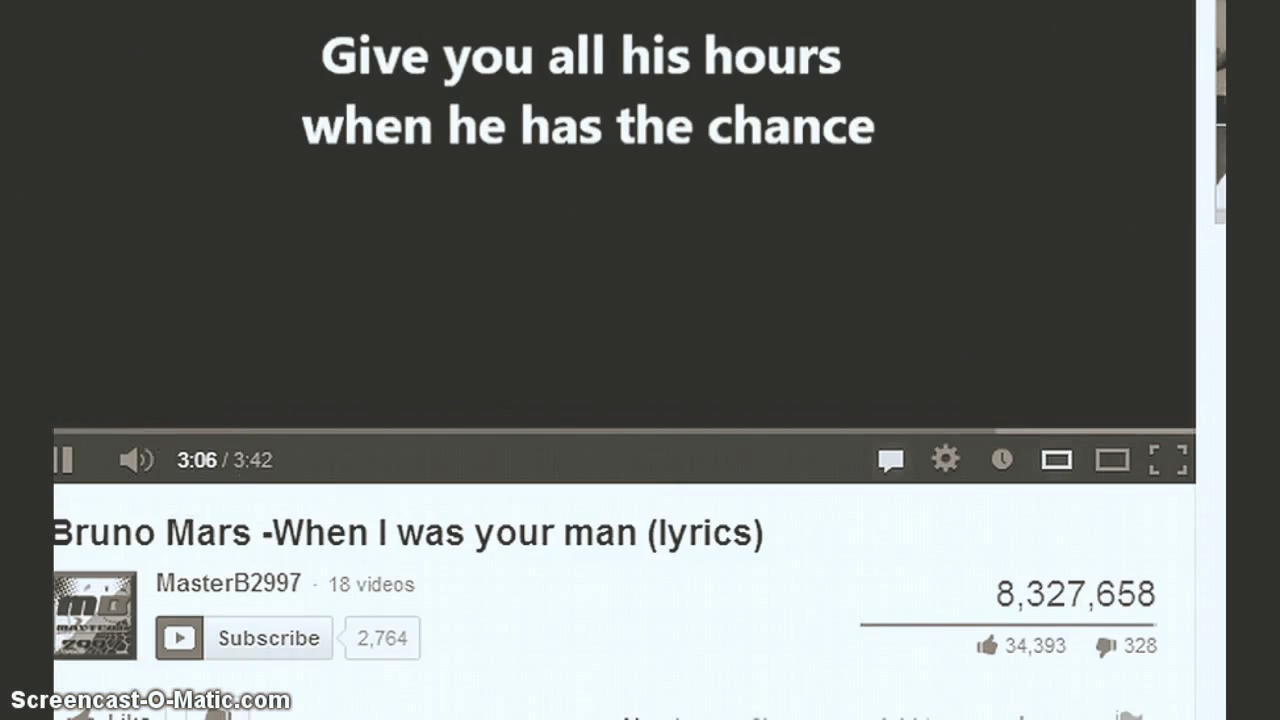 Give you all his hours
when he has the chance
3:06 / 3:42
Bruno Mars -When I was your man (lyrics)
MasterB2997 · 18 videos
8,327,658
Subscribe 2,764
34,393 328
Screencast-O-Matic.com